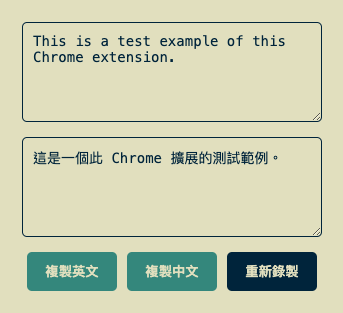 This is a test example of this
Chrome extension.
這是一個此 Chrome 擴展的測試範例。
複製英文 複製中文 重新錄製